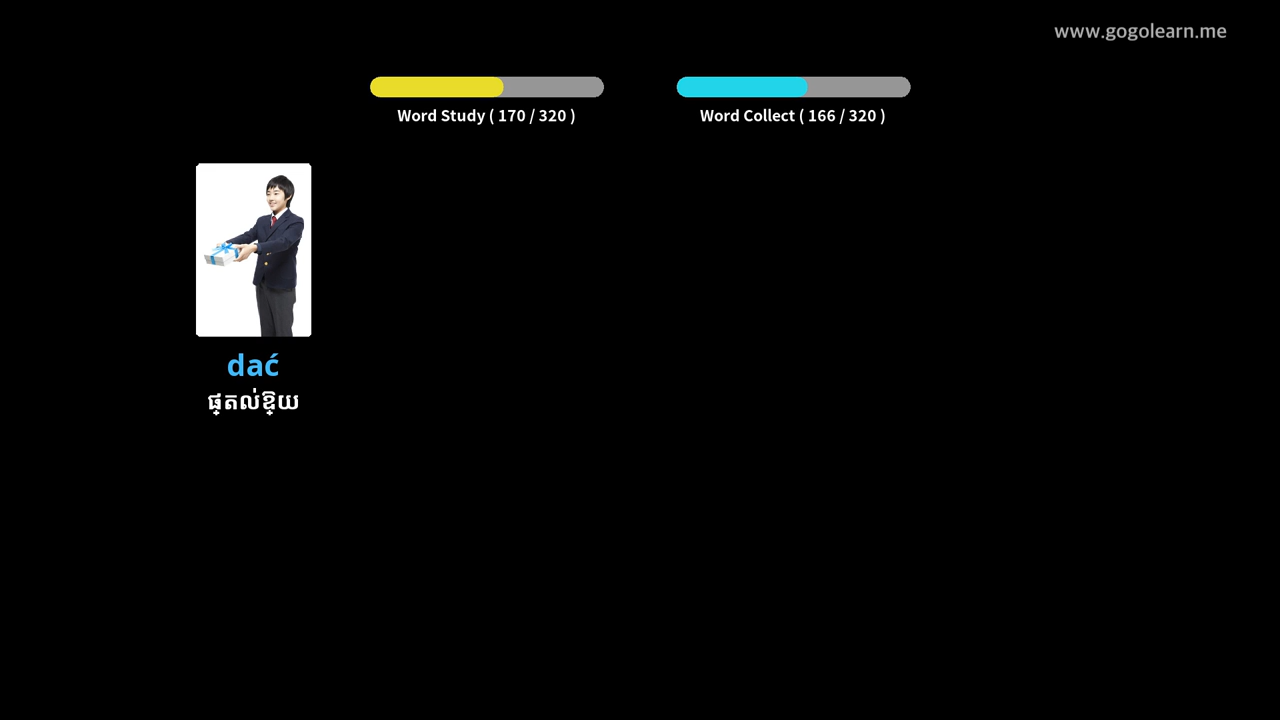 www.gogolearn.me
Word Study ( 170 / 320 )
Word Collect ( 166 / 320 )
dać
ផ្តល់ឱ្យ